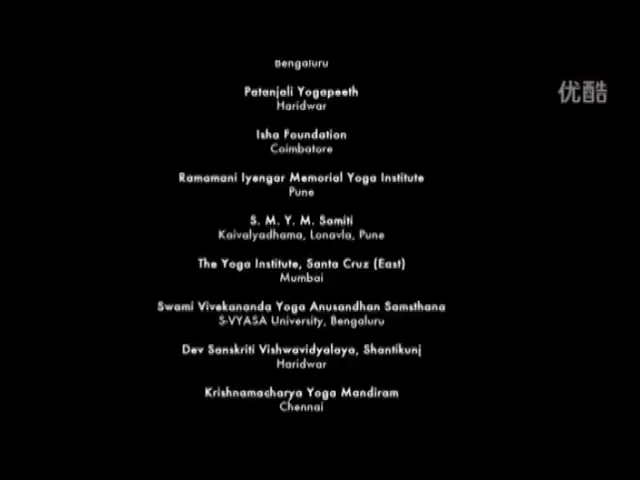 Bengaluru
Patanjali Yogapeeth
Haridwar
优酷
Isha Foundation
Coimbatore
Ramamani Iyengar Memorial Yoga Institute
Pune
S. M. Y. M. Samiti
Kaivalyadhama, Lonavla, Pune
The Yoga Institute, Santa Cruz (East)
Mumbai
Swami Vivekananda Yoga Anusandhan Samsthana
S-VYASA University, Bengaluru
Dev Sanskriti Vishwavidyalaya, Shantikunj
Haridwar
Krishnamacharya Yoga Mandiram
Chennai